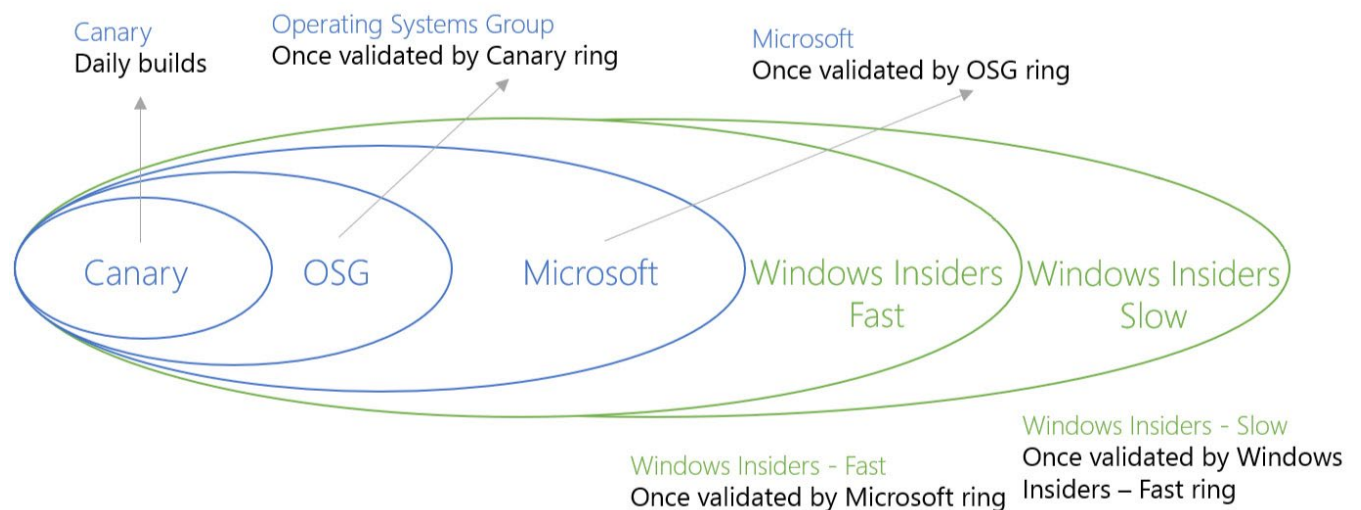 Canary
Daily builds
Operating Systems Group
Once validated by Canary ring
Microsoft
Once validated by OSG ring
Canary
OSG
Microsoft
Windows Insiders
Fast
Windows Insiders
Slow
Windows Insiders - Fast
Once validated by Microsoft ring
Windows Insiders - Slow
Once validated by Windows
Insiders – Fast ring